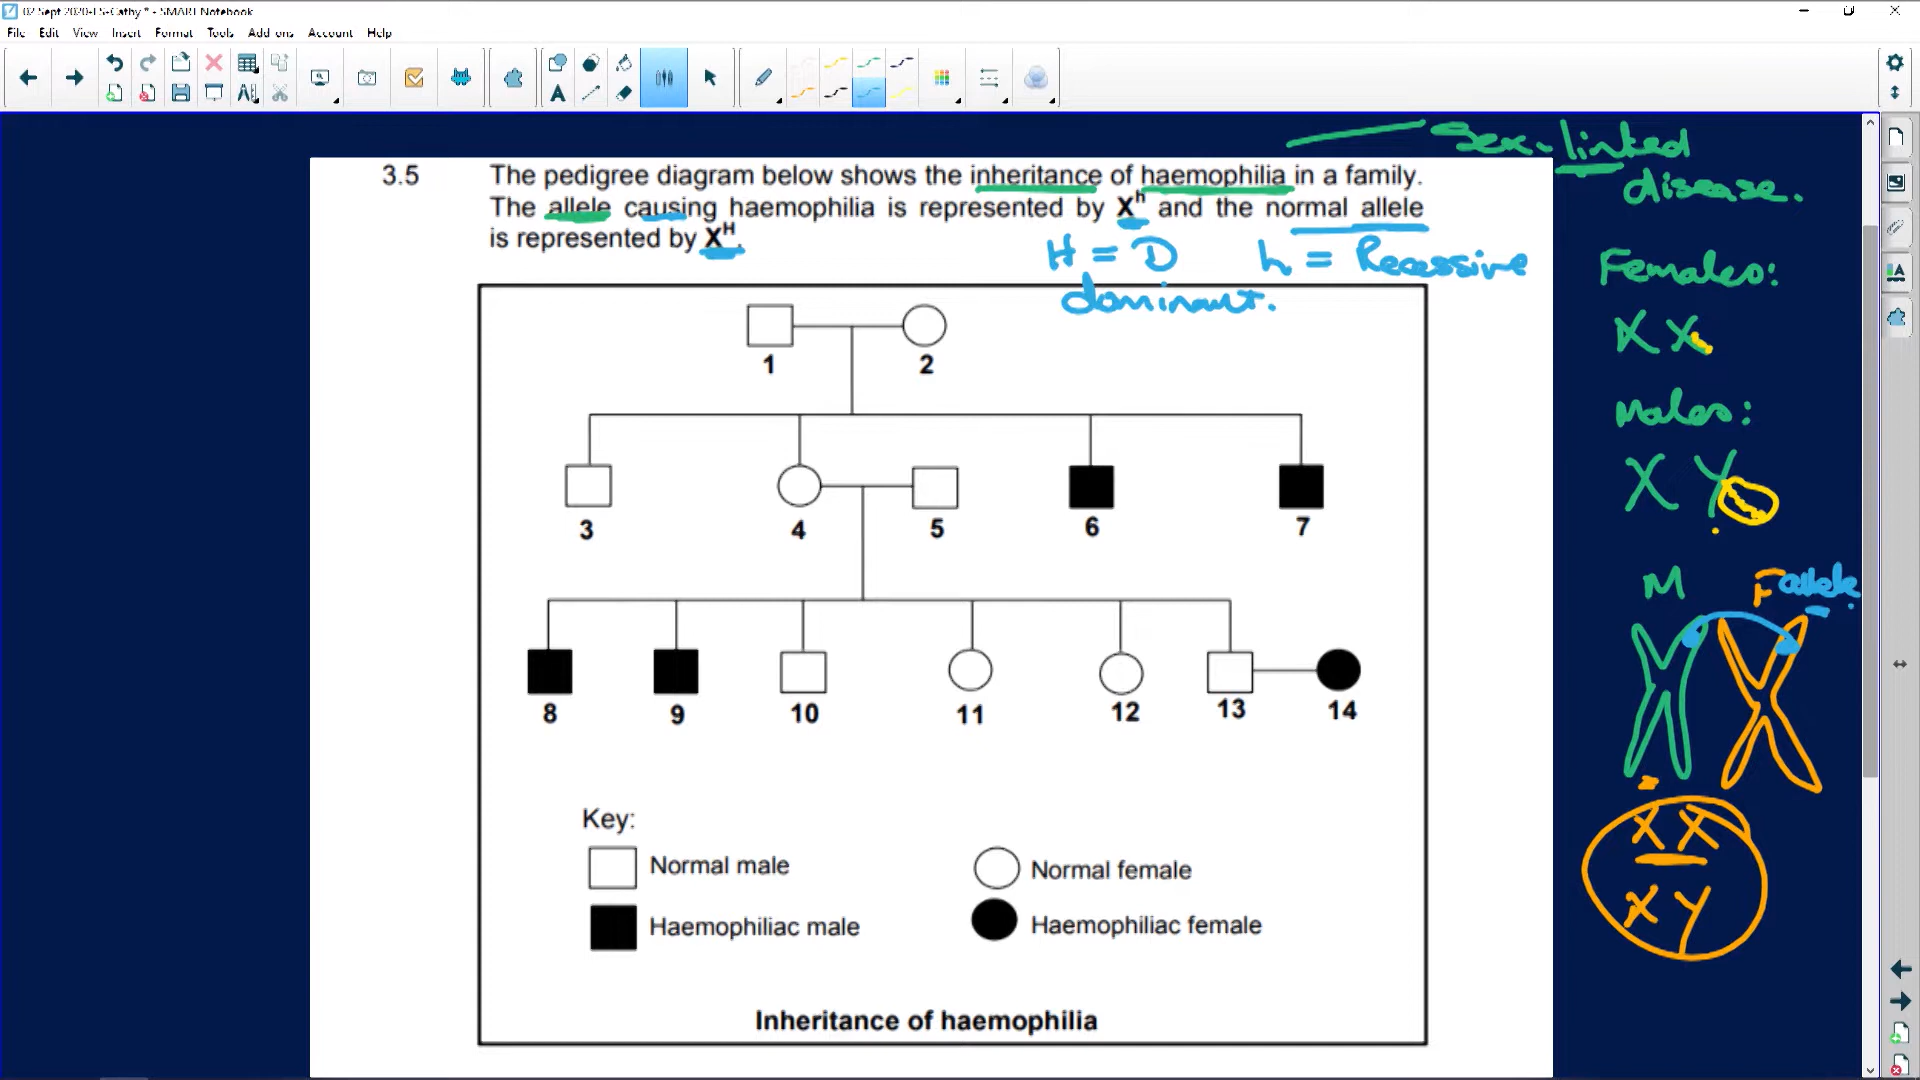 02 Sept 2020-LS-Cathy * - SMART Notebook
File Edit View Insert Format Tools Add-ons Account Help
Sex-linked
disease.
3.5 The pedigree diagram below shows the inheritance of haemophilia in a family.
The allele causing haemophilia is represented by Xʰ and the normal allele
is represented by Xᴴ.
H = D h = Recessive
dominant.
Females:
X X
Males:
X Y
1 2
3 4 5 6 7
M F allele
8 9 10 11 12 13 14
X X
X Y
Key:
Normal male Normal female
Haemophiliac male Haemophiliac female
Inheritance of haemophilia